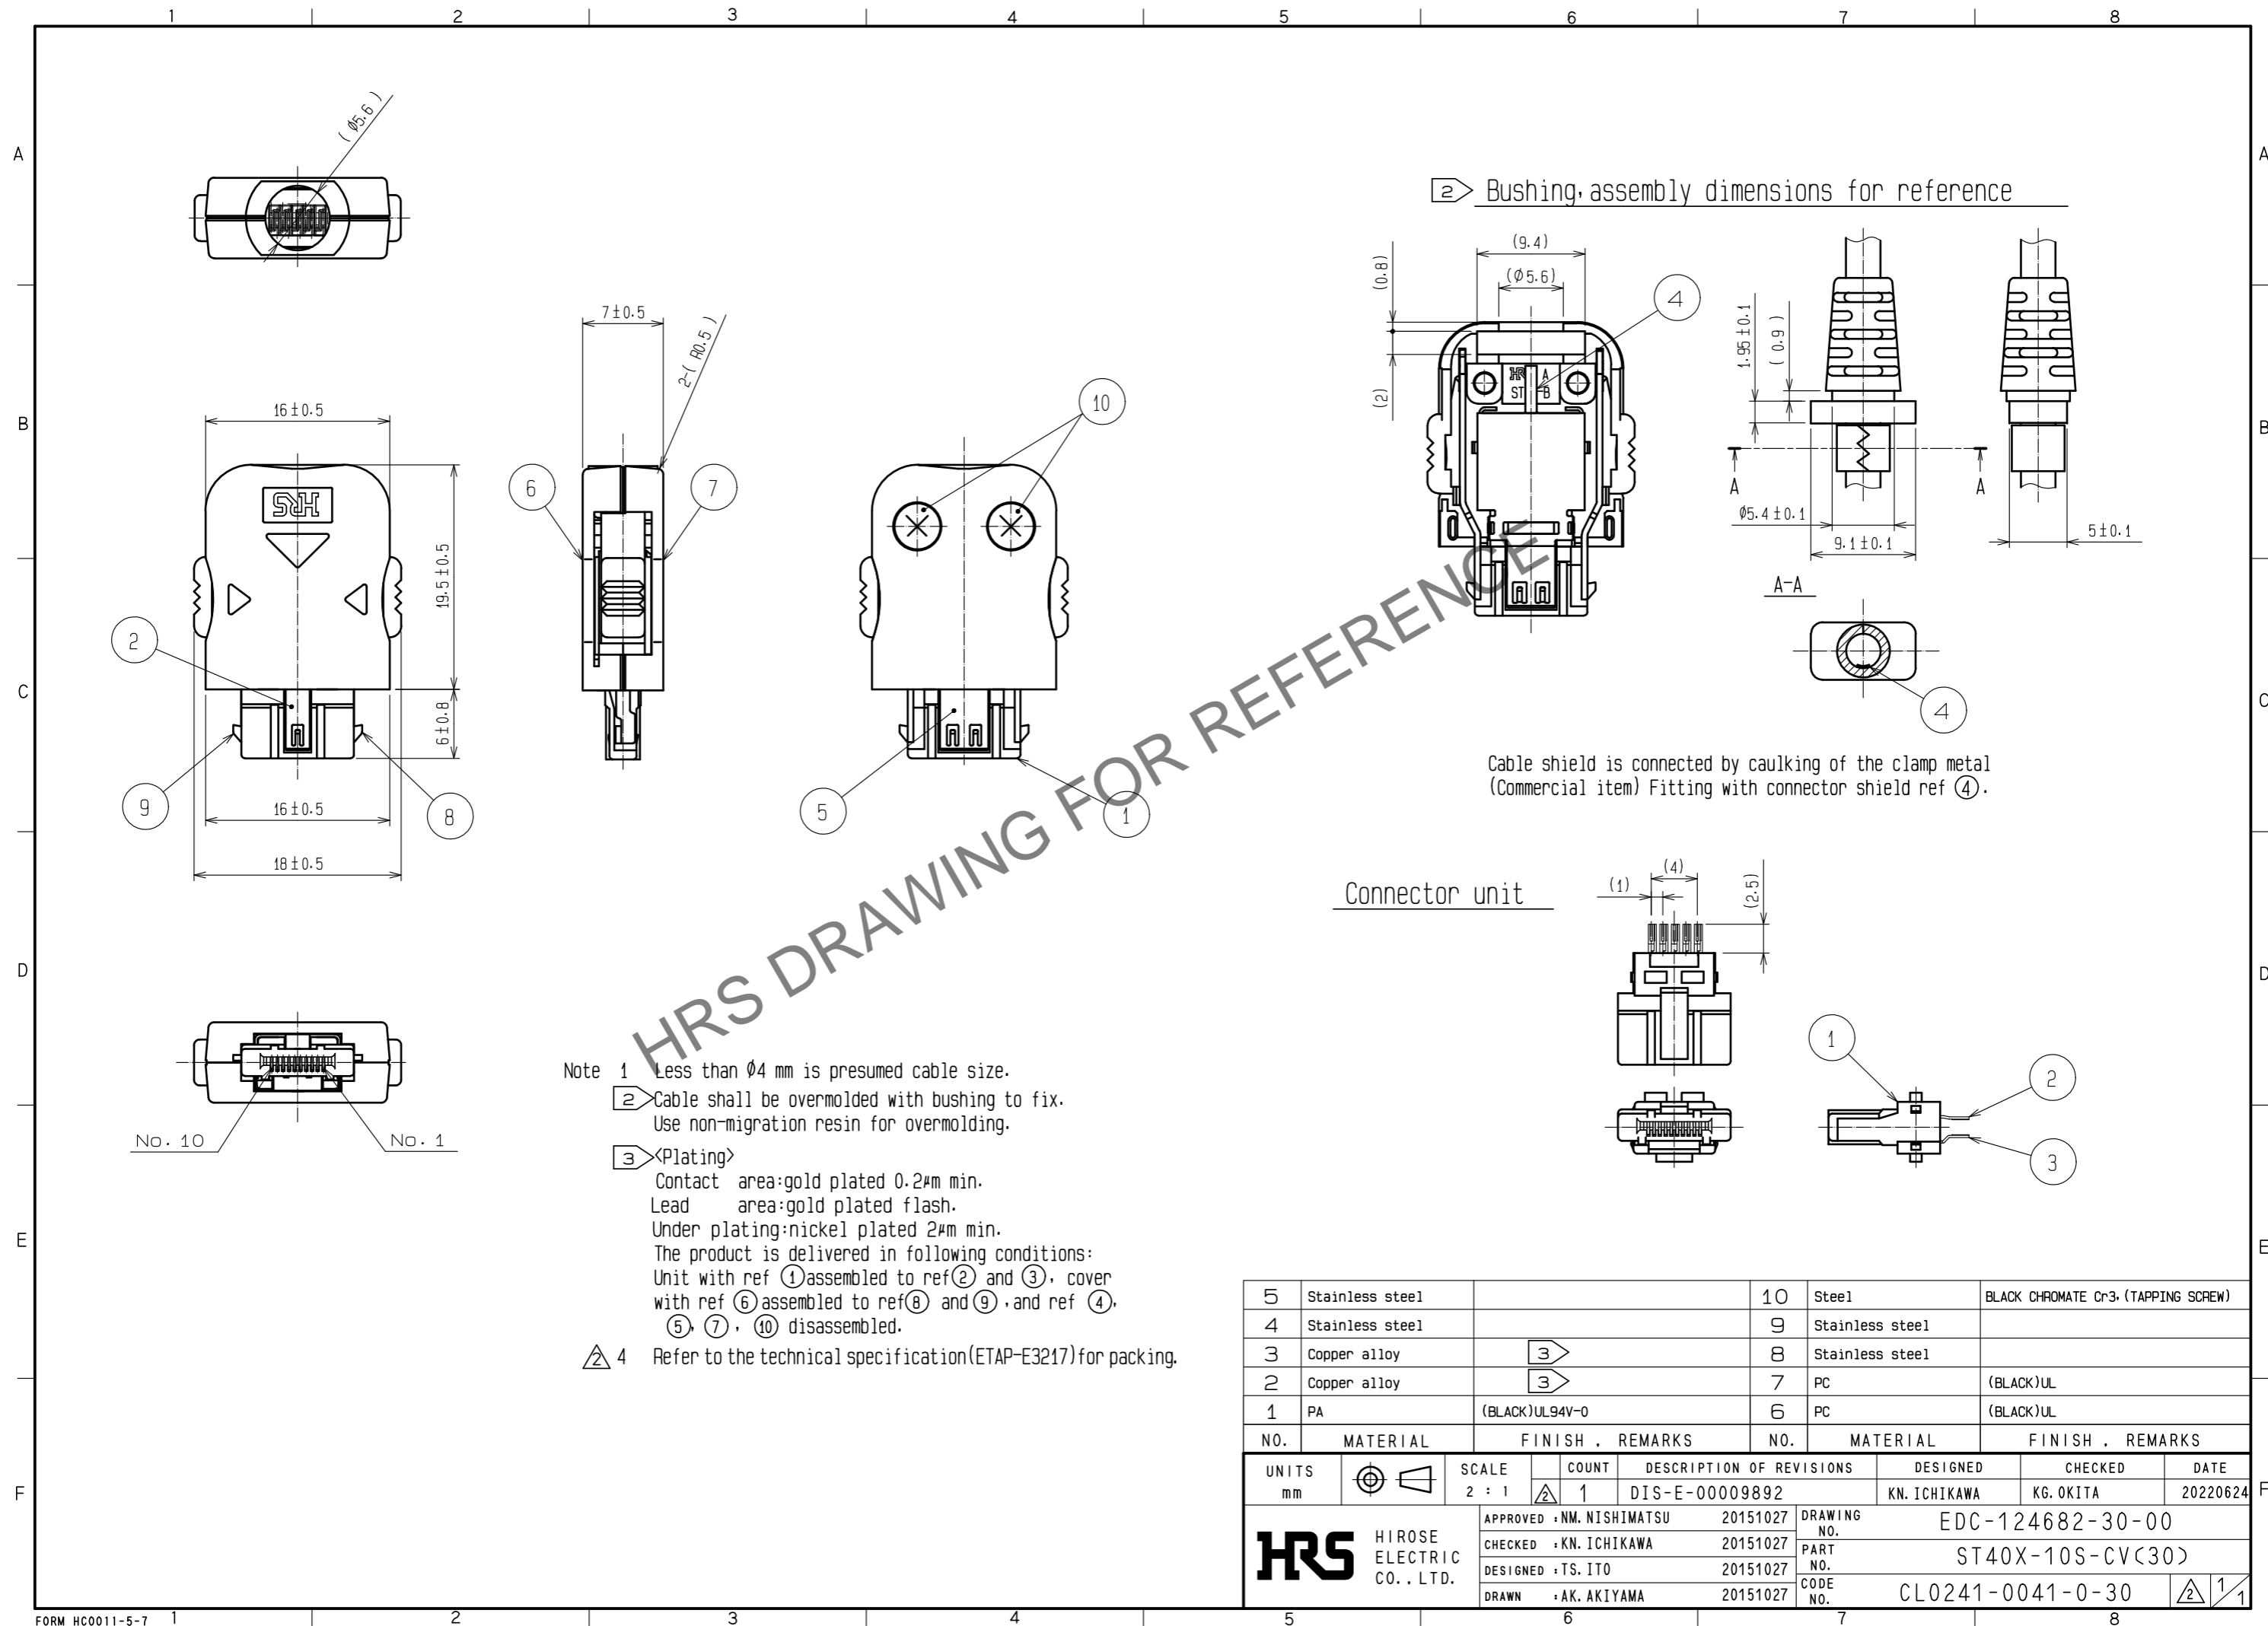 1 2 3 4 5 6 7 8
A
B
C
D
E
F
A
B
C
D
E
F
( Ø5.6 )
7±0.5
2-( R0.5 )
16±0.5
HRS
19.5±0.5
6±0.8
2
9
8
16±0.5
18±0.5
6
7
10
5
1
No. 10
No. 1
2 Bushing,assembly dimensions for reference
(9.4)
(Ø5.6)
(0.8)
(2)
4
HRS A
ST -B
1.95±0.1
( 0.9 )
A
A
Ø5.4±0.1
9.1±0.1
5±0.1
A-A
4
Cable shield is connected by caulking of the clamp metal
(Commercial item) Fitting with connector shield ref ④.
Connector unit
(4)
(1)
(2.5)
1
2
3
HRS DRAWING FOR REFERENCE
Note 1 Less than Ø4 mm is presumed cable size.
2 Cable shall be overmolded with bushing to fix.
Use non-migration resin for overmolding.
3 <Plating>
Contact area:gold plated 0.2μm min.
Lead area:gold plated flash.
Under plating:nickel plated 2μm min.
The product is delivered in following conditions:
Unit with ref ① assembled to ref② and ③, cover
with ref ⑥ assembled to ref⑧ and ⑨ ,and ref ④,
⑤, ⑦ , ⑩ disassembled.
2 4 Refer to the technical specification(ETAP-E3217)for packing.
5 Stainless steel 10 Steel BLACK CHROMATE Cr3,(TAPPING SCREW)
4 Stainless steel 9 Stainless steel
3 Copper alloy 3 8 Stainless steel
2 Copper alloy 3 7 PC (BLACK)UL
1 PA (BLACK)UL94V-0 6 PC (BLACK)UL
NO. MATERIAL FINISH , REMARKS NO. MATERIAL FINISH , REMARKS
UNITS
mm
SCALE
2 : 1
COUNT DESCRIPTION OF REVISIONS DESIGNED CHECKED DATE
2 1 DIS-E-00009892 KN.ICHIKAWA KG.OKITA 20220624
HRS
HIROSE
ELECTRIC
CO.,LTD.
APPROVED :NM.NISHIMATSU 20151027
CHECKED :KN.ICHIKAWA 20151027
DESIGNED :TS.ITO 20151027
DRAWN :AK.AKIYAMA 20151027
DRAWING NO. EDC-124682-30-00
PART NO. ST40X-10S-CV(30)
CODE NO. CL0241-0041-0-30 2 1/1
FORM HC0011-5-7 1 2 3 4 5 6 7 8